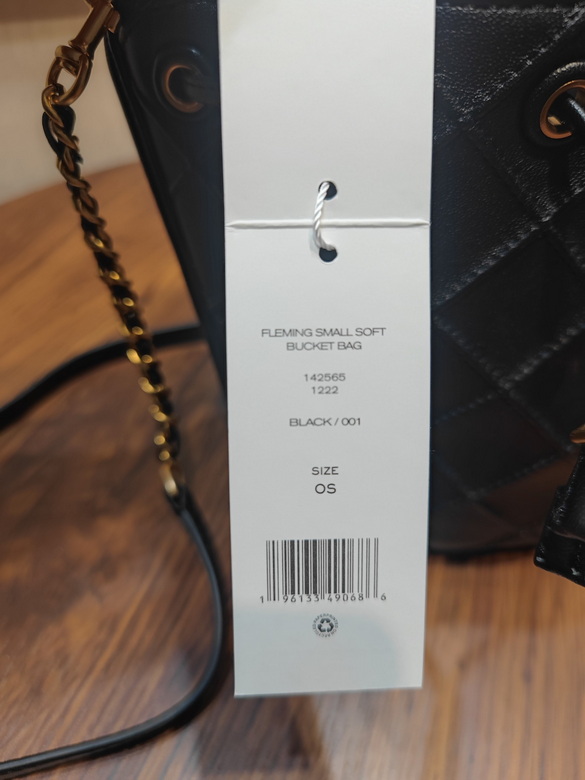 FLEMING SMALL SOFT
BUCKET BAG
142565
1222
BLACK / 001
SIZE
OS
1 96133 49068 6